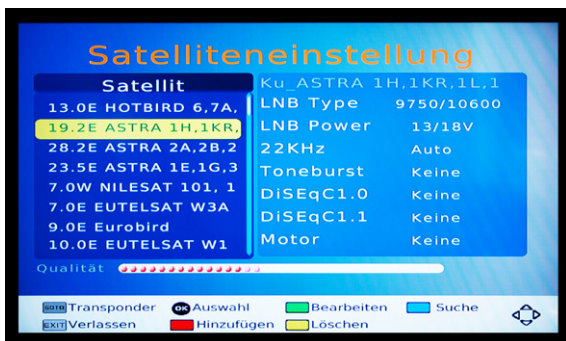 Satelliteneinstellung
Satellit
13.0E HOTBIRD 6,7A,
19.2E ASTRA 1H,1KR,
28.2E ASTRA 2A,2B,2
23.5E ASTRA 1E,1G,3
7.0W NILESAT 101, 1
7.0E EUTELSAT W3A
9.0E Eurobird
10.0E EUTELSAT W1
Ku_ASTRA 1H,1KR,1L,1
LNB Type 9750/10600
LNB Power 13/18V
22KHz Auto
Toneburst Keine
DiSEqC1.0 Keine
DiSEqC1.1 Keine
Motor Keine
Qualität
GOTO Transponder OK Auswahl Bearbeiten Suche
EXIT Verlassen Hinzufügen Löschen